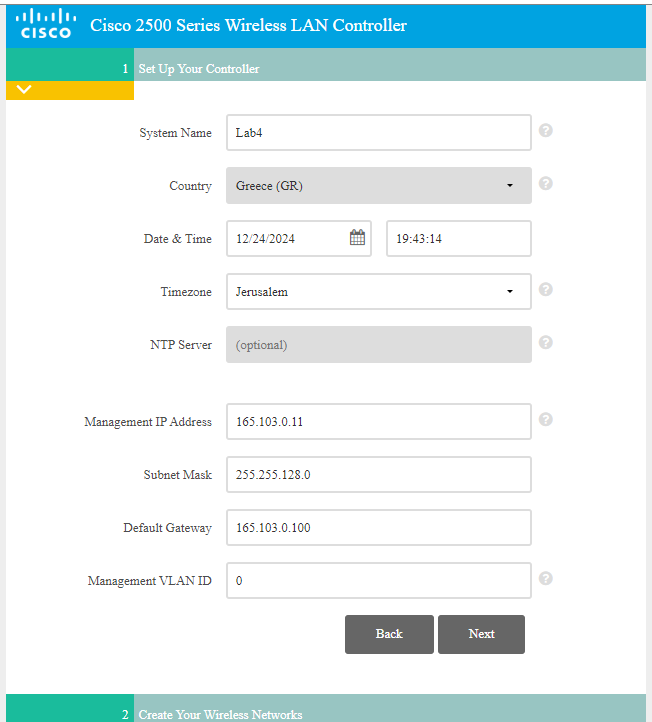 CISCO Cisco 2500 Series Wireless LAN Controller
1 Set Up Your Controller
System Name Lab4 ?
Country Greece (GR) ?
Date & Time 12/24/2024 19:43:14
Timezone Jerusalem ?
NTP Server (optional) ?
Management IP Address 165.103.0.11 ?
Subnet Mask 255.255.128.0
Default Gateway 165.103.0.100
Management VLAN ID 0 ?
Back Next
2 Create Your Wireless Networks